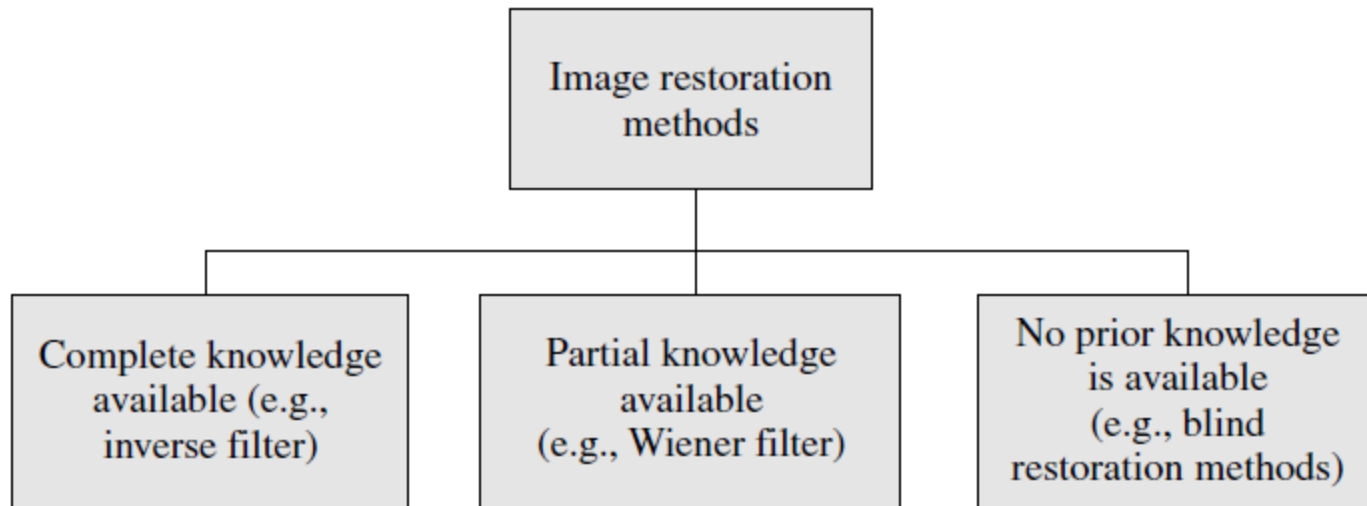 Image restoration
methods
Complete knowledge
available (e.g.,
inverse filter)
Partial knowledge
available
(e.g., Wiener filter)
No prior knowledge
is available
(e.g., blind
restoration methods)